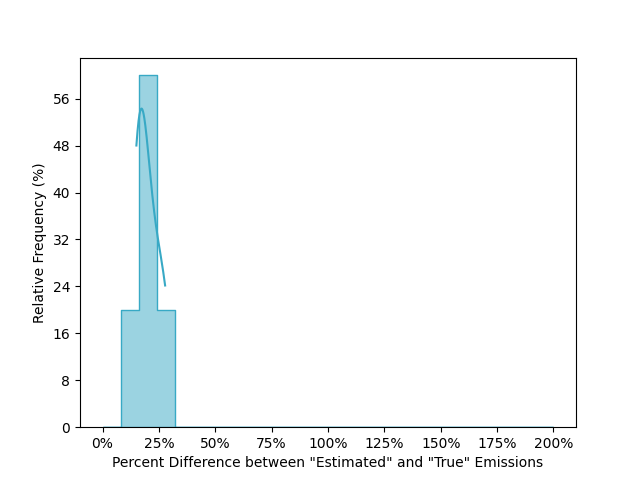 Relative Frequency (%)
56
48
40
32
24
16
8
0
0% 25% 50% 75% 100% 125% 150% 175% 200%
Percent Difference between "Estimated" and "True" Emissions